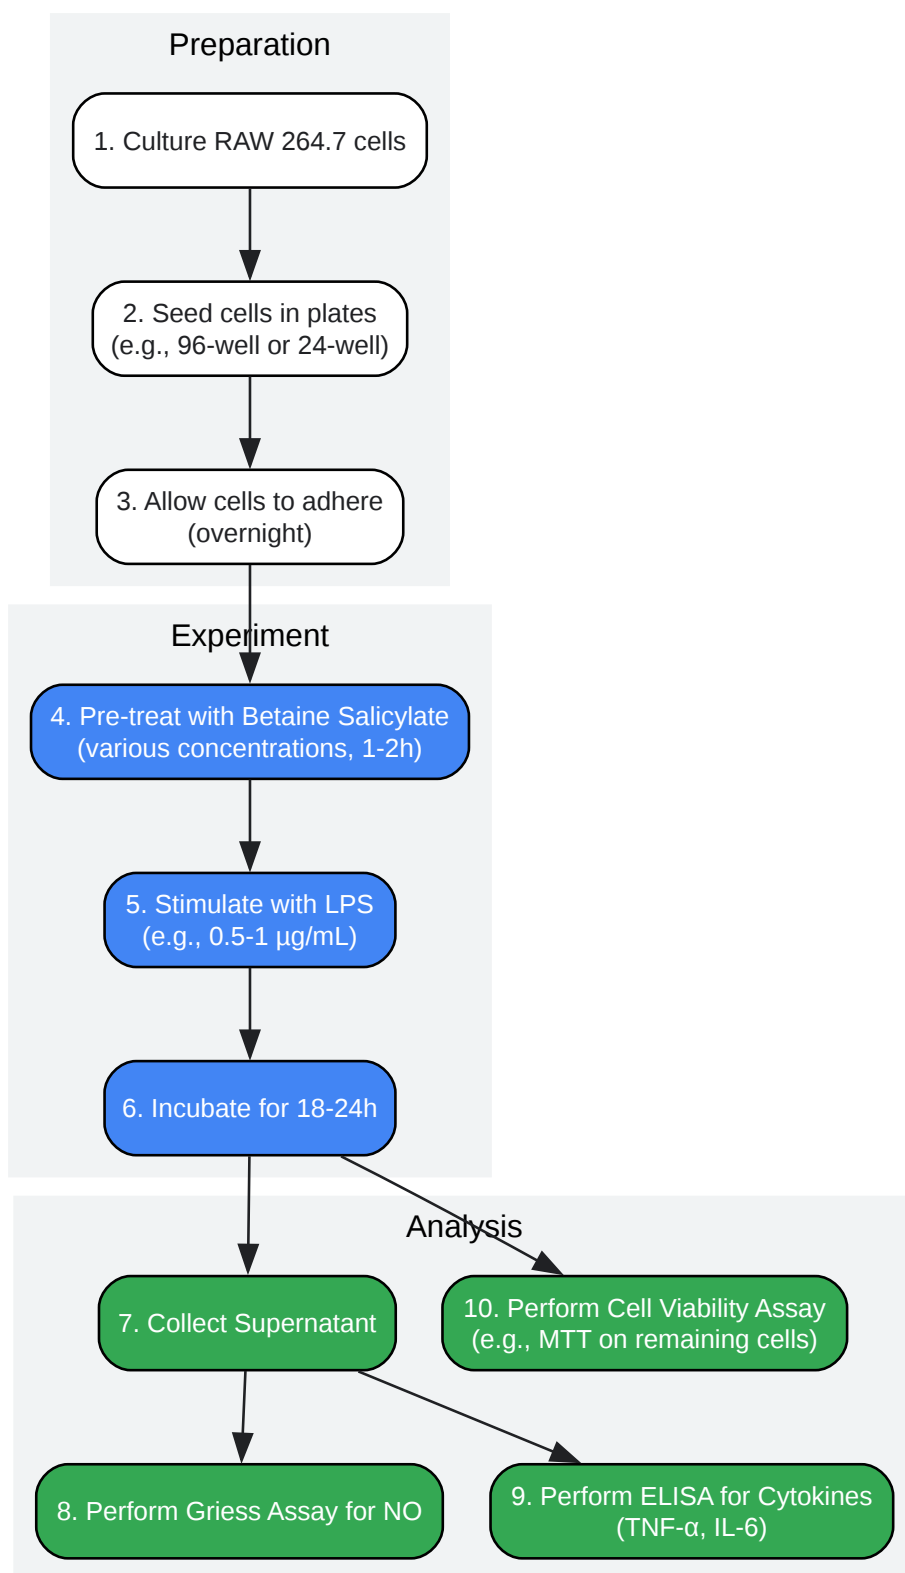 Preparation
1. Culture RAW 264.7 cells
2. Seed cells in plates
(e.g., 96-well or 24-well)
3. Allow cells to adhere
(overnight)
Experiment
4. Pre-treat with Betaine Salicylate
(various concentrations, 1-2h)
5. Stimulate with LPS
(e.g., 0.5-1 µg/mL)
6. Incubate for 18-24h
Analysis
7. Collect Supernatant
10. Perform Cell Viability Assay
(e.g., MTT on remaining cells)
8. Perform Griess Assay for NO
9. Perform ELISA for Cytokines
(TNF-α, IL-6)